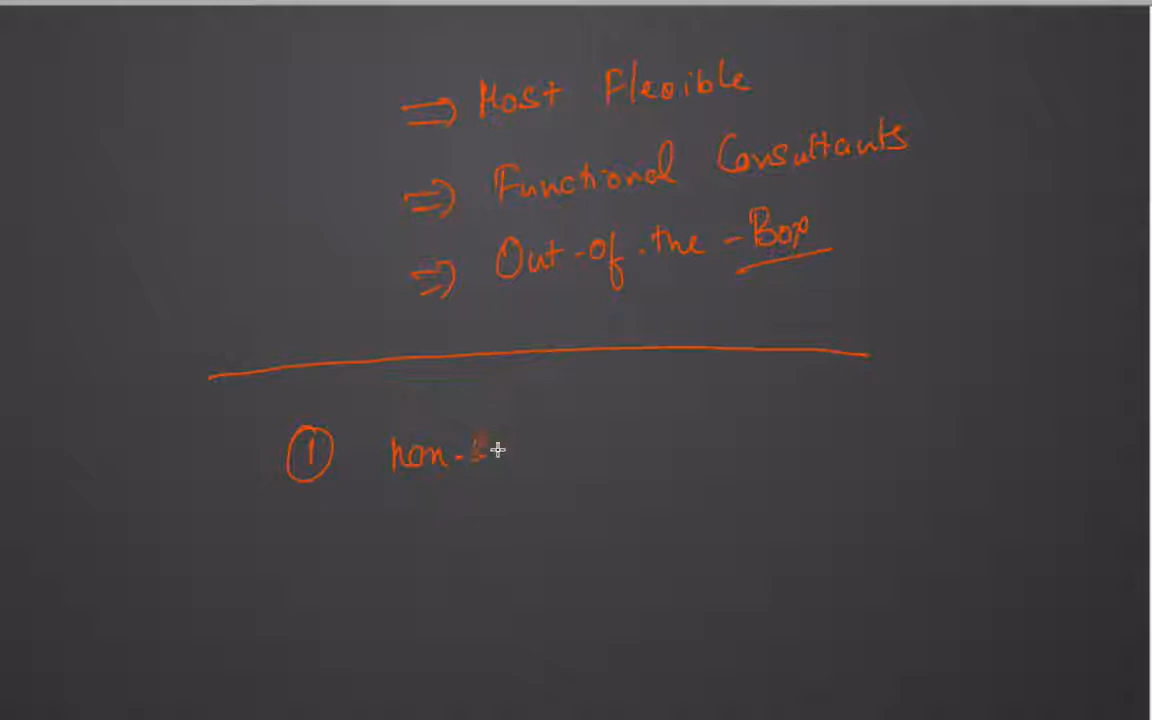 ⇒ Most Flexible
⇒ Functional Consultants
⇒ Out-of-the-Box
① non-